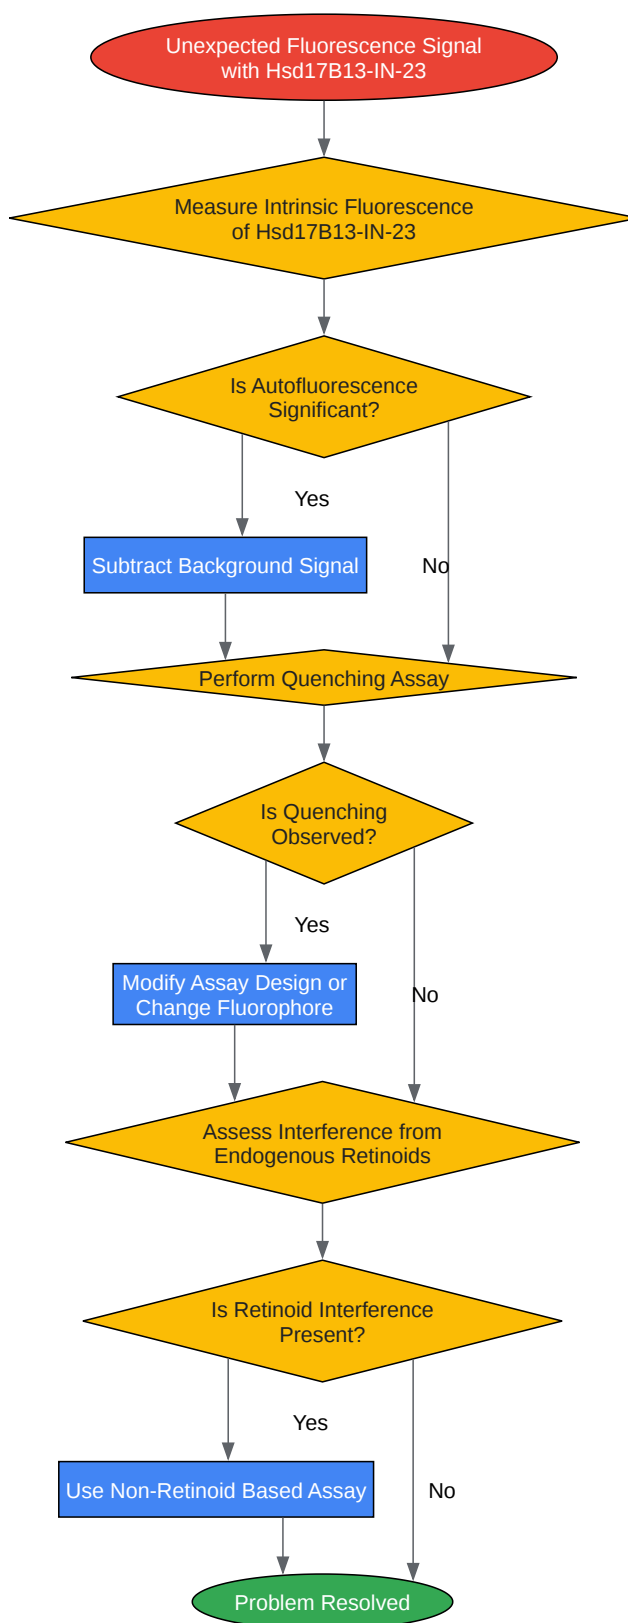 Unexpected Fluorescence Signal
with Hsd17B13-IN-23
Measure Intrinsic Fluorescence
of Hsd17B13-IN-23
Is Autofluorescence
Significant?
Yes
Subtract Background Signal
No
Perform Quenching Assay
Is Quenching
Observed?
Yes
Modify Assay Design or
Change Fluorophore
No
Assess Interference from
Endogenous Retinoids
Is Retinoid Interference
Present?
Yes
Use Non-Retinoid Based Assay
No
Problem Resolved